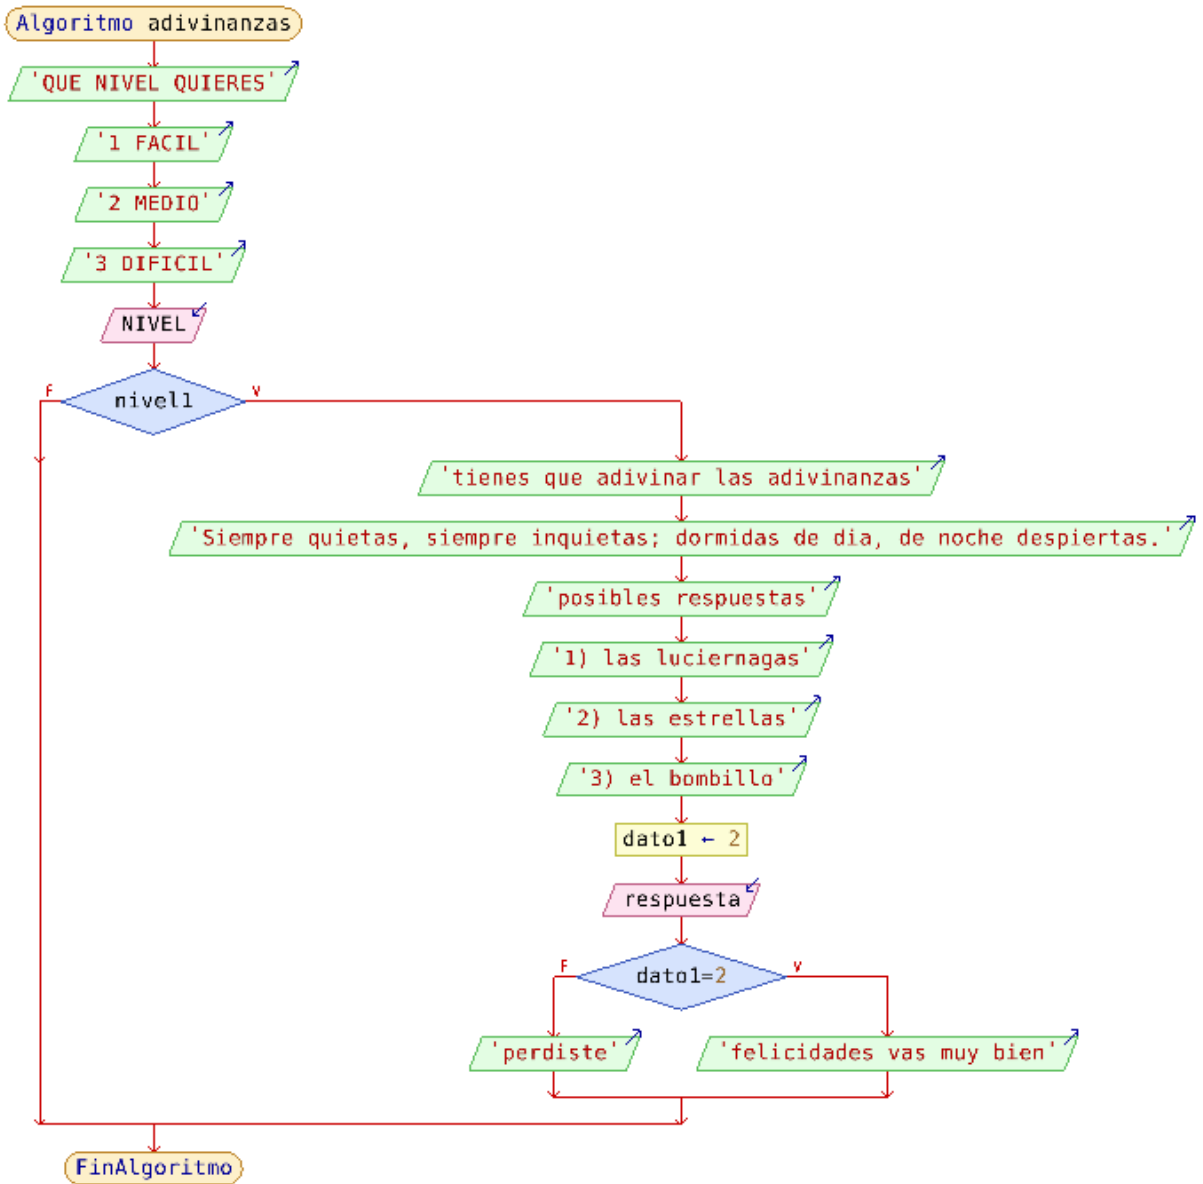 Algoritmo adivinanzas
'QUE NIVEL QUIERES'
'1 FACIL'
'2 MEDIO'
'3 DIFICIL'
NIVEL
F
V
nivel1
'tienes que adivinar las adivinanzas'
'Siempre quietas, siempre inquietas; dormidas de dia, de noche despiertas.'
'posibles respuestas'
'1) las luciernagas'
'2) las estrellas'
'3) el bombillo'
dato1 ← 2
respuesta
F
V
dato1=2
'perdiste'
'felicidades vas muy bien'
FinAlgoritmo